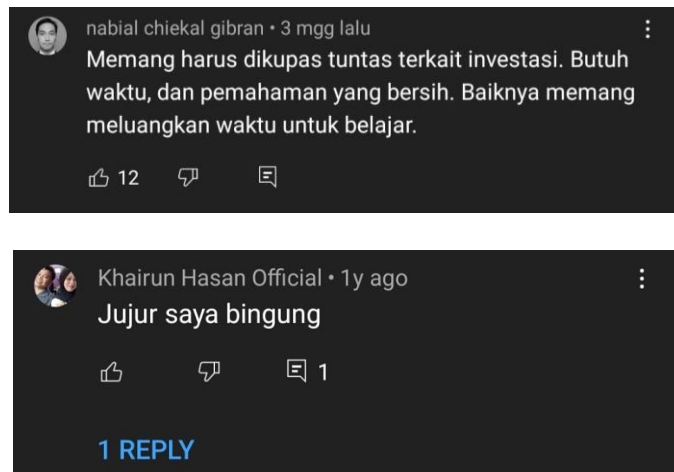 nabial chiekal gibran • 3 mgg lalu
Memang harus dikupas tuntas terkait investasi. Butuh
waktu, dan pemahaman yang bersih. Baiknya memang
meluangkan waktu untuk belajar.
12
Khairun Hasan Official • 1y ago
Jujur saya bingung
1
1 REPLY